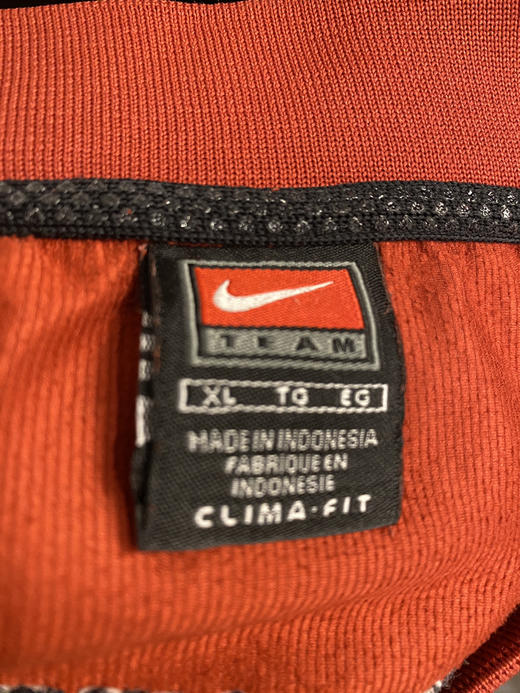 TEAM
XL TG EG
MADE IN INDONESIA
FABRIQUE EN
INDONESIE
CLIMA-FIT